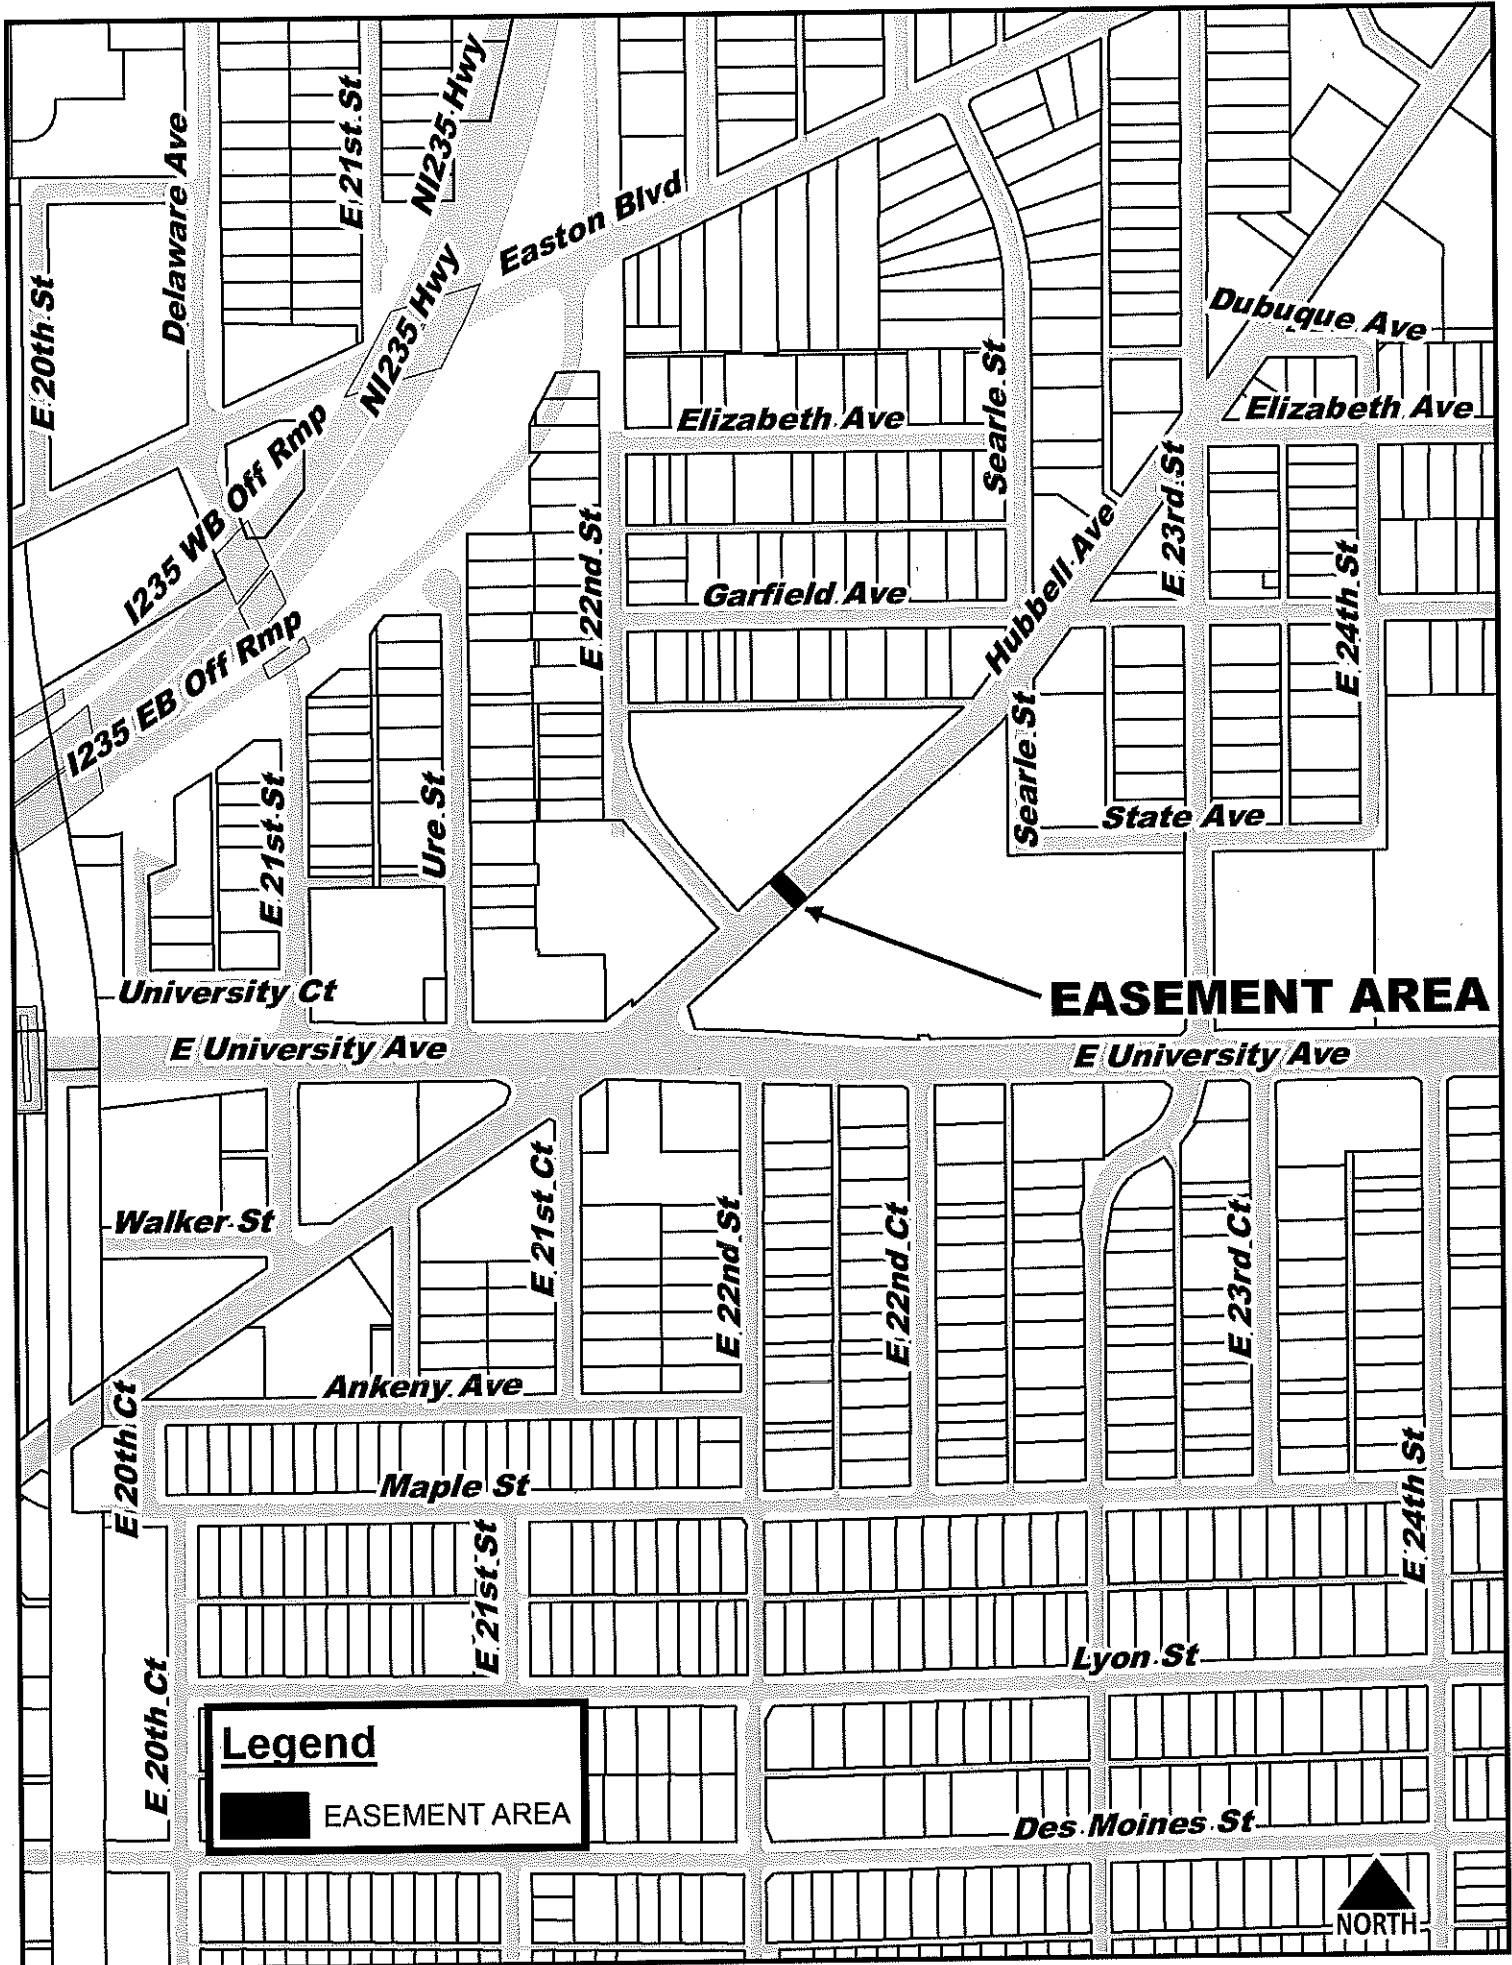 E 21st St
NI235 Hwy
Delaware Ave
Easton Blvd
E 20th St
NI235 Hwy
Dubuque Ave
Searle St
Elizabeth Ave
Elizabeth Ave
I235 WB Off Rmp
E 23rd St
Hubbell Ave
E 22nd St
E 24th St
Garfield Ave
I235 EB Off Rmp
Searle St
E 21st St
Ure St
State Ave
University Ct
EASEMENT AREA
E University Ave
E University Ave
Walker St
E 21st Ct
E 22nd St
E 22nd Ct
E 23rd Ct
Ankeny Ave
E 20th Ct
Maple St
E 24th St
E 21st St
Lyon St
E 20th Ct
Legend
EASEMENT AREA
Des Moines St
NORTH